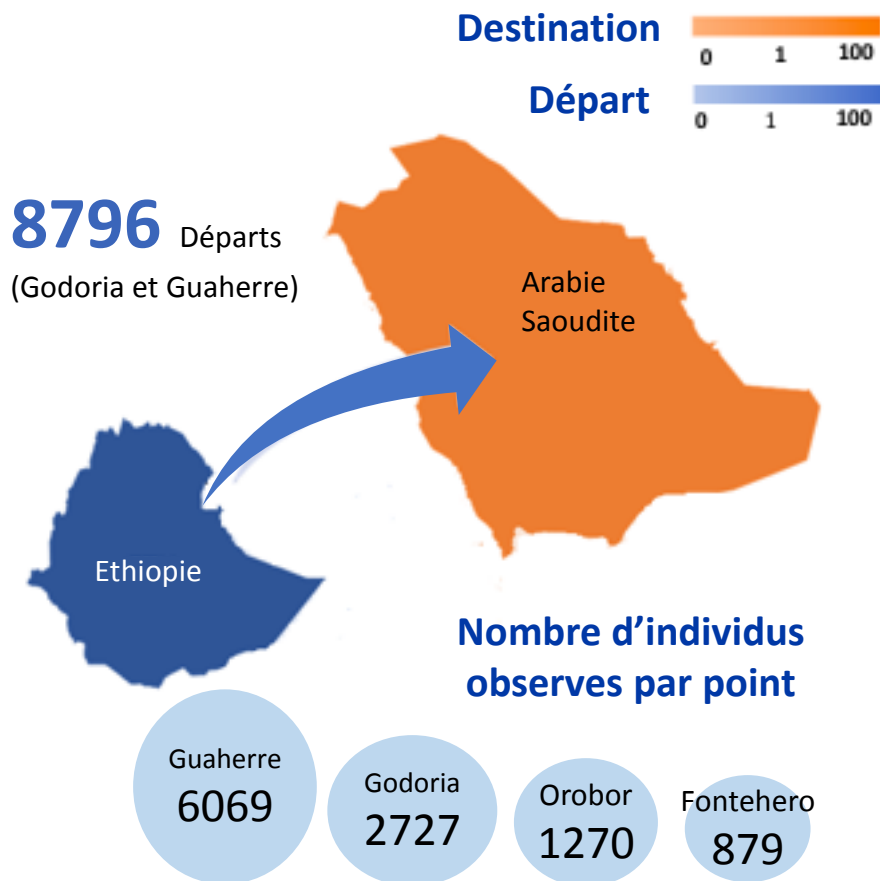 Destination
0 1 100
Départ
0 1 100
8796 Départs
(Godoria et Guaherre)
Arabie
Saoudite
Ethiopie
Nombre d’individus
observes par point
Guaherre
6069
Godoria
2727
Orobor
1270
Fontehero
879